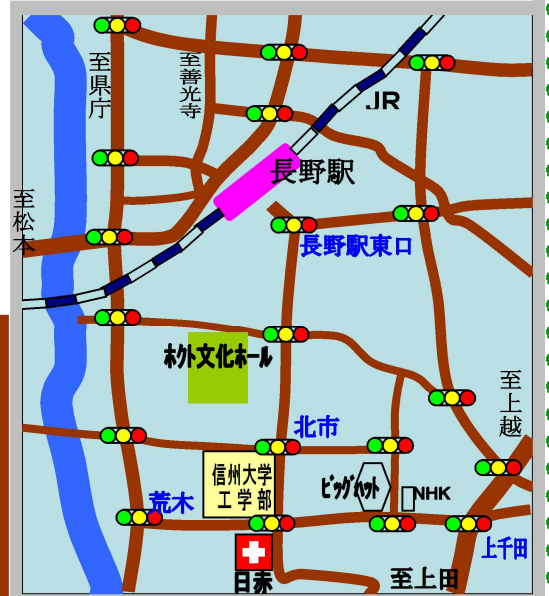 至県庁
至善光寺
JR
長野駅
至松本
長野駅東口
ホクト文化ホール
至上越
北市
信州大学
工学部
ビッグハット
NHK
荒木
上千田
日赤
至上田